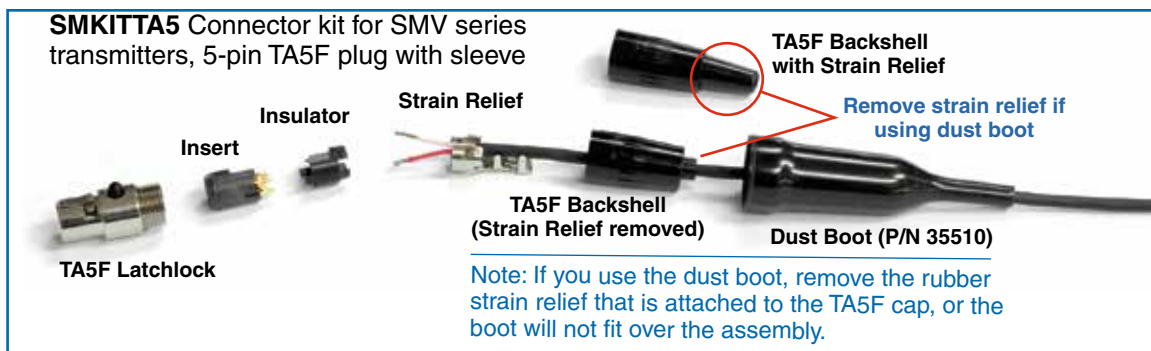 SMKITTA5 Connector kit for SMV series
transmitters, 5-pin TA5F plug with sleeve
TA5F Backshell
with Strain Relief
Strain Relief
Remove strain relief if
using dust boot
Insulator
Insert
TA5F Backshell
(Strain Relief removed)
Dust Boot (P/N 35510)
TA5F Latchlock
Note: If you use the dust boot, remove the rubber
strain relief that is attached to the TA5F cap, or the
boot will not fit over the assembly.